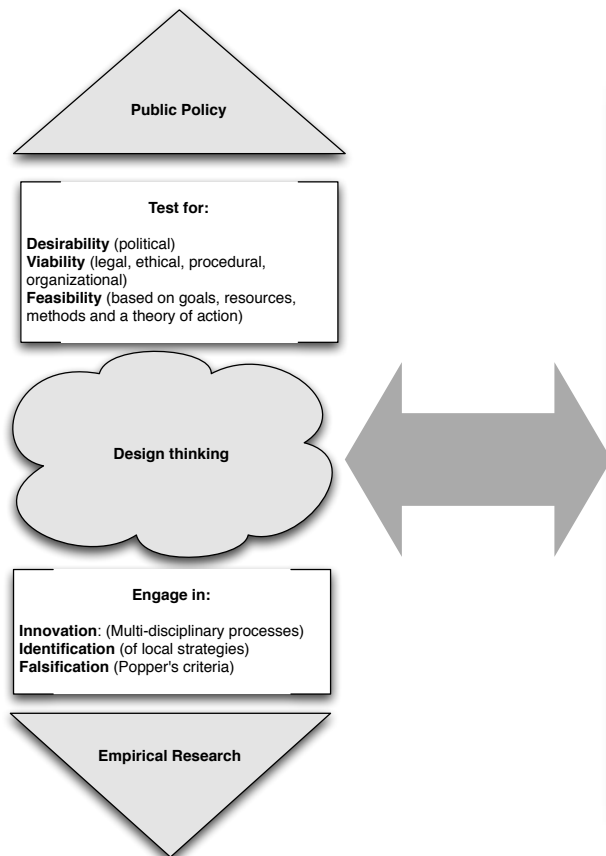 Public Policy
Test for:
Desirability (political)
Viability (legal, ethical, procedural,
organizational)
Feasibility (based on goals, resources,
methods and a theory of action)
Design thinking
Engage in:
Innovation: (Multi-disciplinary processes)
Identification (of local strategies)
Falsification (Popper's criteria)
Empirical Research